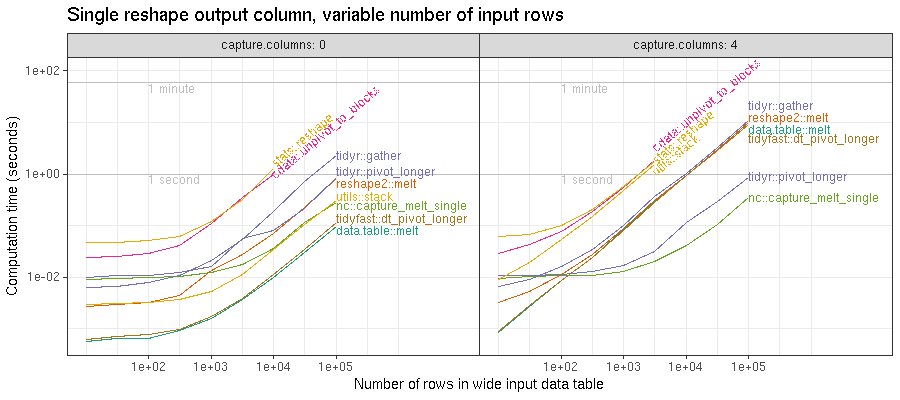 Single reshape output column, variable number of input rows
capture.columns: 0
capture.columns: 4
Computation time (seconds)
1e+02
1e+00
1e-02
1 minute
1 second
stats::reshape
cdata::unpivot_to_blocks
tidyr::gather
tidyr::pivot_longer
reshape2::melt
utils::stack
nc::capture_melt_single
tidyfast::dt_pivot_longer
data.table::melt
1 minute
1 second
cdata::unpivot_to_blocks
stats::reshape
utils::stack
tidyr::gather
reshape2::melt
data.table::melt
tidyfast::dt_pivot_longer
tidyr::pivot_longer
nc::capture_melt_single
1e+02
1e+03
1e+04
1e+05
1e+02
1e+03
1e+04
1e+05
Number of rows in wide input data table